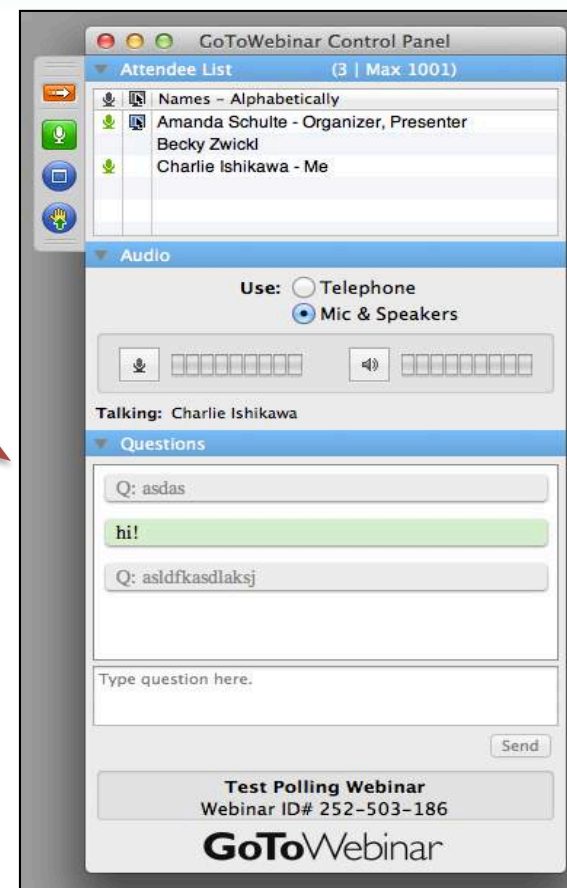 GoToWebinar Control Panel
Attendee List (3 | Max 1001)
Names - Alphabetically
Amanda Schulte - Organizer, Presenter
Becky Zwickl
Charlie Ishikawa - Me
Audio
Use: Telephone
Mic & Speakers
Talking: Charlie Ishikawa
Questions
Q: asdas
hi!
Q: asldfkasdlaksj
Type question here.
Send
Test Polling Webinar
Webinar ID# 252-503-186
GoToWebinar